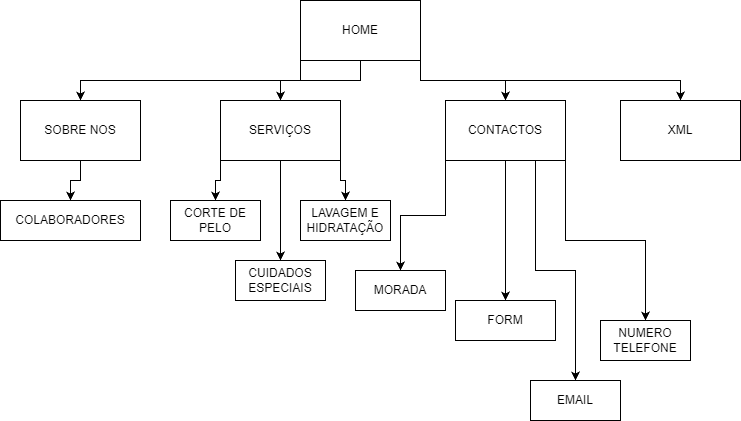 HOME
SOBRE NOS
SERVIÇOS
CONTACTOS
XML
COLABORADORES
CORTE DE
PELO
LAVAGEM E
HIDRATAÇÃO
CUIDADOS
ESPECIAIS
MORADA
FORM
NUMERO
TELEFONE
EMAIL